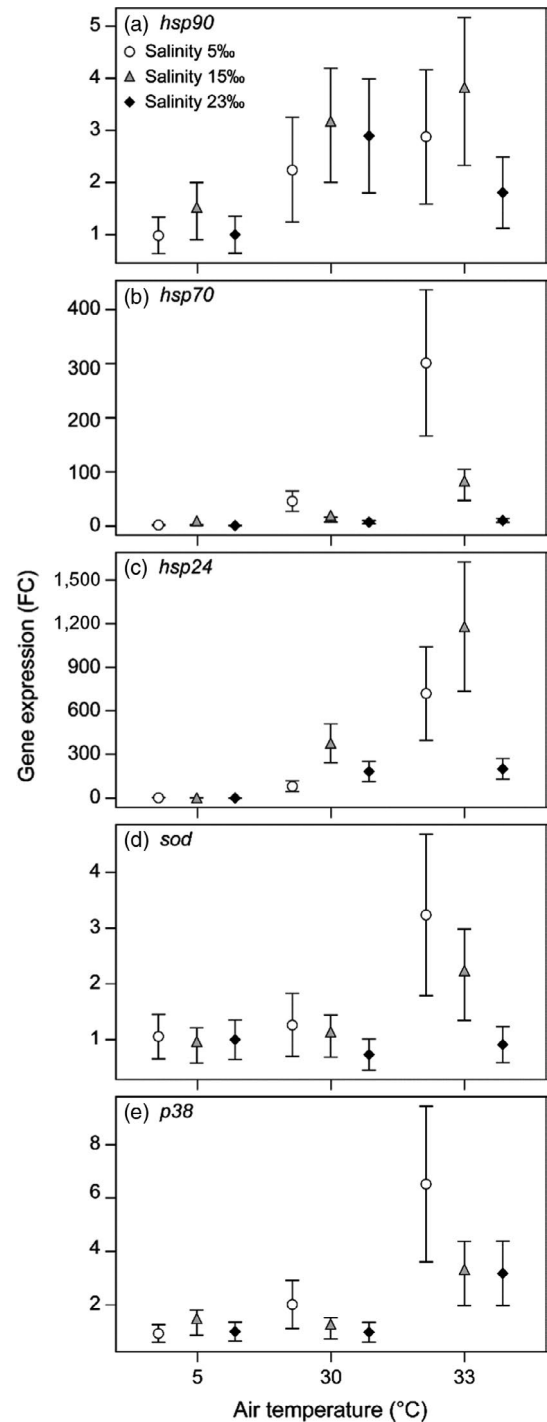 (a) hsp90
Salinity 5‰
Salinity 15‰
Salinity 23‰
5
4
3
2
1
(b) hsp70
400
300
200
100
0
(c) hsp24
1,500
1,200
900
600
300
0
Gene expression (FC)
(d) sod
4
3
2
1
(e) p38
8
6
4
2
5 30 33
Air temperature (°C)